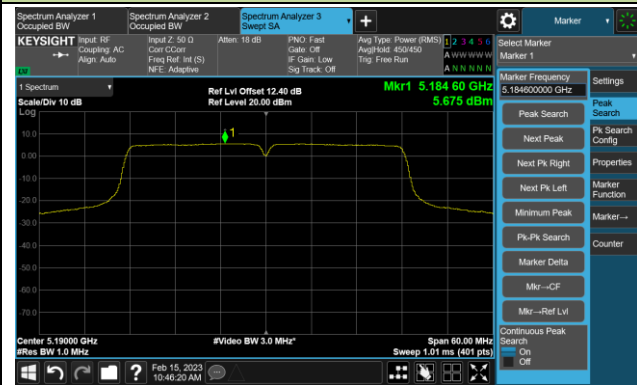 Spectrum Analyzer 1
Occupied BW
Spectrum Analyzer 2
Occupied BW
Spectrum Analyzer 3
Swept SA
Marker
KEYSIGHT
Input: RF
Coupling: AC
Align: Auto
Input Z: 50 Ω
Corr CCorr
Freq Ref: Int (S)
NFE: Adaptive
Atten: 18 dB
PNO: Fast
Gate: Off
IF Gain: Low
Sig Track: Off
Avg Type: Power (RMS)
Avg|Hold: 450/450
Trig: Free Run
1 2 3 4 5 6
A W W W W W
A N N N N N
LXI
Select Marker
Marker 1
1 Spectrum
Scale/Div 10 dB
Log
Ref Lvl Offset 12.40 dB
Ref Level 20.00 dBm
Mkr1 5.184 60 GHz
5.675 dBm
1
10.0
0.00
-10.0
-20.0
-30.0
-40.0
-50.0
-60.0
-70.0
Center 5.19000 GHz
#Res BW 1.0 MHz
#Video BW 3.0 MHz*
Span 60.00 MHz
Sweep 1.01 ms (401 pts)
Marker Frequency
5.184600000 GHz
Peak Search
Next Peak
Next Pk Right
Next Pk Left
Minimum Peak
Pk-Pk Search
Marker Delta
Mkr→CF
Mkr→Ref Lvl
Continuous Peak
Search
On
Off
Settings
Peak
Search
Pk Search
Config
Properties
Marker
Function
Marker→
Counter
Feb 15, 2023
10:46:20 AM